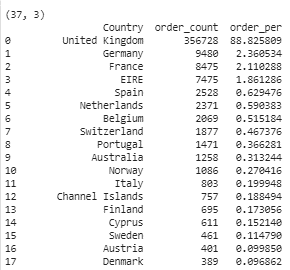 (37, 3)
Country order_count order_per
0 United Kingdom 356728 88.825809
1 Germany 9480 2.360534
2 France 8475 2.110288
3 EIRE 7475 1.861286
4 Spain 2528 0.629476
5 Netherlands 2371 0.590383
6 Belgium 2069 0.515184
7 Switzerland 1877 0.467376
8 Portugal 1471 0.366281
9 Australia 1258 0.313244
10 Norway 1086 0.270416
11 Italy 803 0.199948
12 Channel Islands 757 0.188494
13 Finland 695 0.173056
14 Cyprus 611 0.152140
15 Sweden 461 0.114790
16 Austria 401 0.099850
17 Denmark 389 0.096862